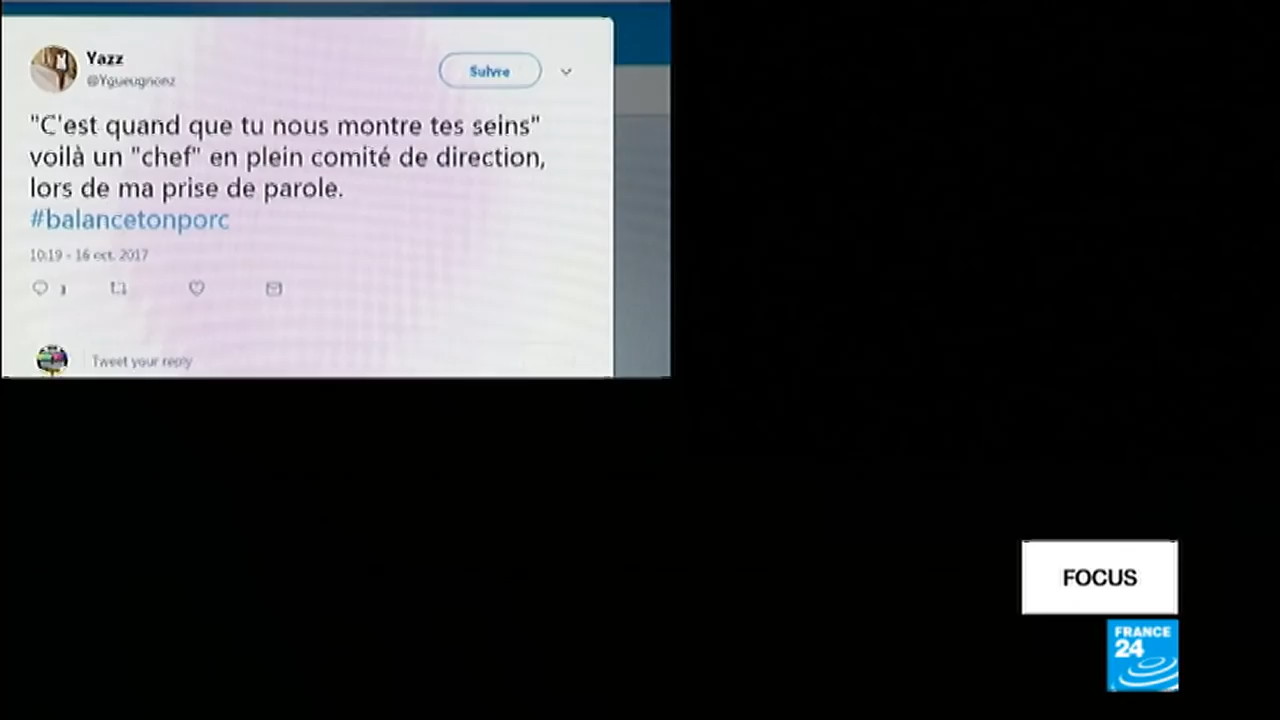 Yazz
@Ygueugnonz
Suivre
"C'est quand que tu nous montre tes seins"
voilà un "chef" en plein comité de direction,
lors de ma prise de parole.
#balancetonporc
10:19 - 16 oct. 2017
Tweet your reply
FOCUS
FRANCE
24